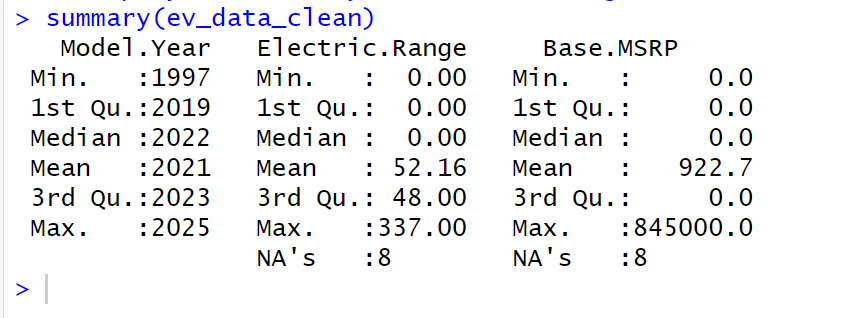 > summary(ev_data_clean)
   Model.Year   Electric.Range     Base.MSRP
 Min.   :1997   Min.   :  0.00   Min.   :     0.0
 1st Qu.:2019   1st Qu.:  0.00   1st Qu.:     0.0
 Median :2022   Median :  0.00   Median :     0.0
 Mean   :2021   Mean   : 52.16   Mean   :   922.7
 3rd Qu.:2023   3rd Qu.: 48.00   3rd Qu.:     0.0
 Max.   :2025   Max.   :337.00   Max.   :845000.0
                NA's   :8        NA's   :8
>